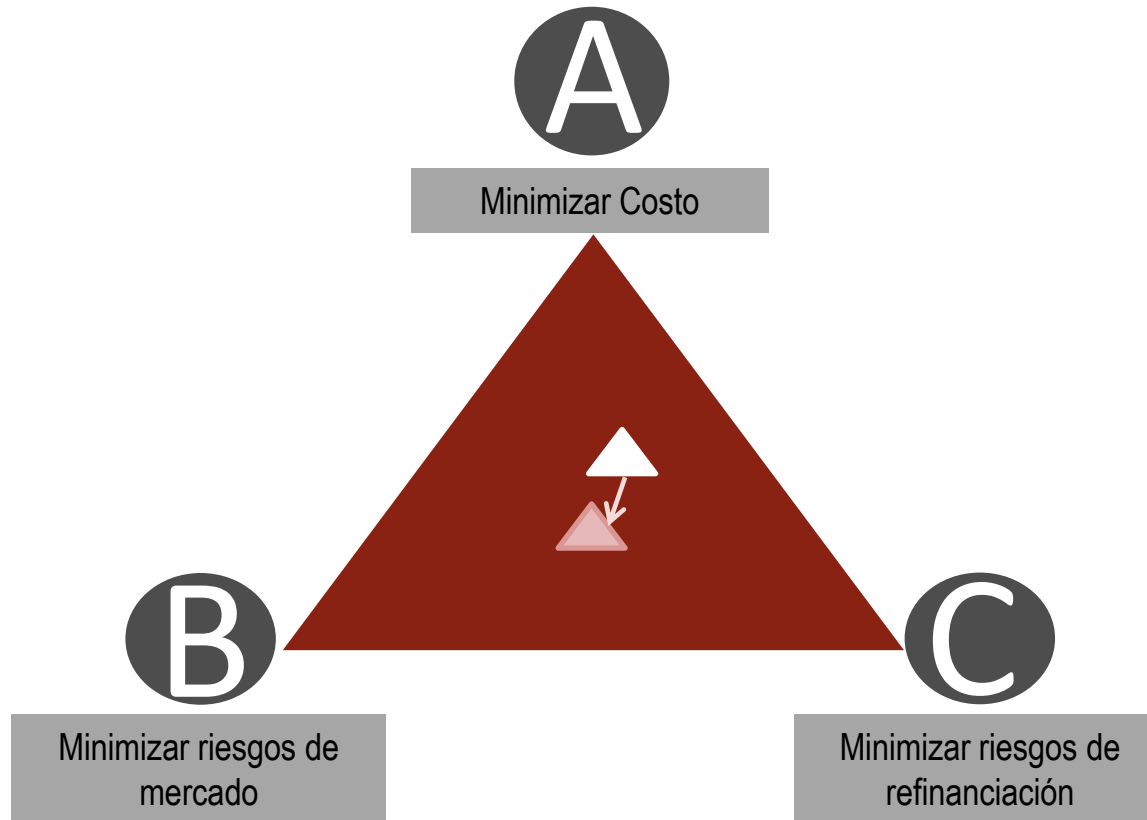 A
Minimizar Costo
B
C
Minimizar riesgos de
mercado
Minimizar riesgos de
refinanciación